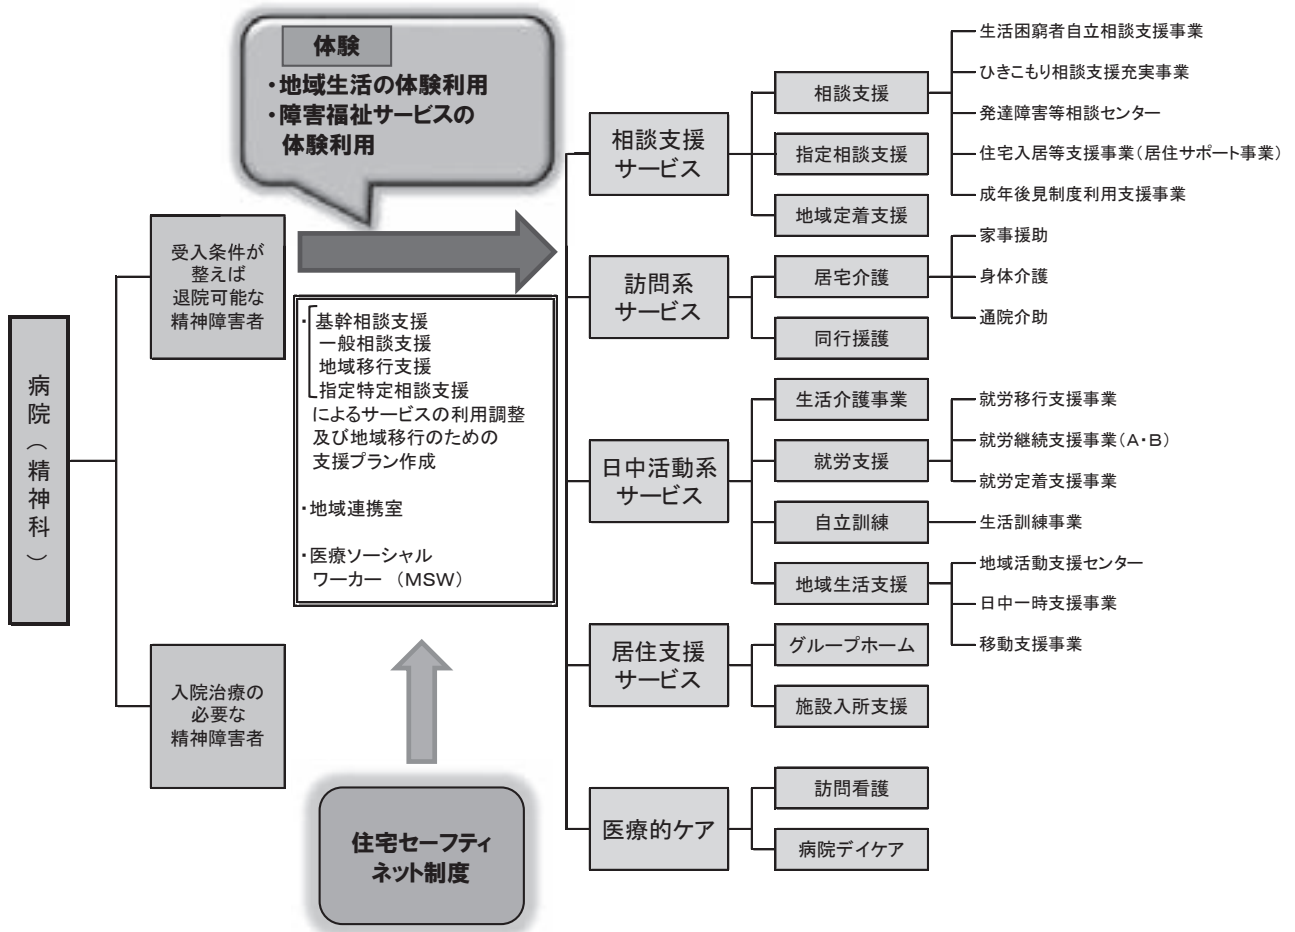 体験
・地域生活の体験利用
・障害福祉サービスの
体験利用
病院（精神科）
受入条件が
整えば
退院可能な
精神障害者
入院治療の
必要な
精神障害者
・基幹相談支援
一般相談支援
地域移行支援
指定特定相談支援
によるサービスの利用調整
及び地域移行のための
支援プラン作成
・地域連携室
・医療ソーシャル
ワーカー （MSW）
住宅セーフティ
ネット制度
相談支援
サービス
相談支援
生活困窮者自立相談支援事業
ひきこもり相談支援充実事業
発達障害等相談センター
住宅入居等支援事業（居住サポート事業）
成年後見制度利用支援事業
指定相談支援
地域定着支援
訪問系
サービス
居宅介護
家事援助
身体介護
通院介助
同行援護
日中活動系
サービス
生活介護事業
就労支援
就労移行支援事業
就労継続支援事業（A・B）
就労定着支援事業
自立訓練
生活訓練事業
地域生活支援
地域活動支援センター
日中一時支援事業
移動支援事業
居住支援
サービス
グループホーム
施設入所支援
医療的ケア
訪問看護
病院デイケア